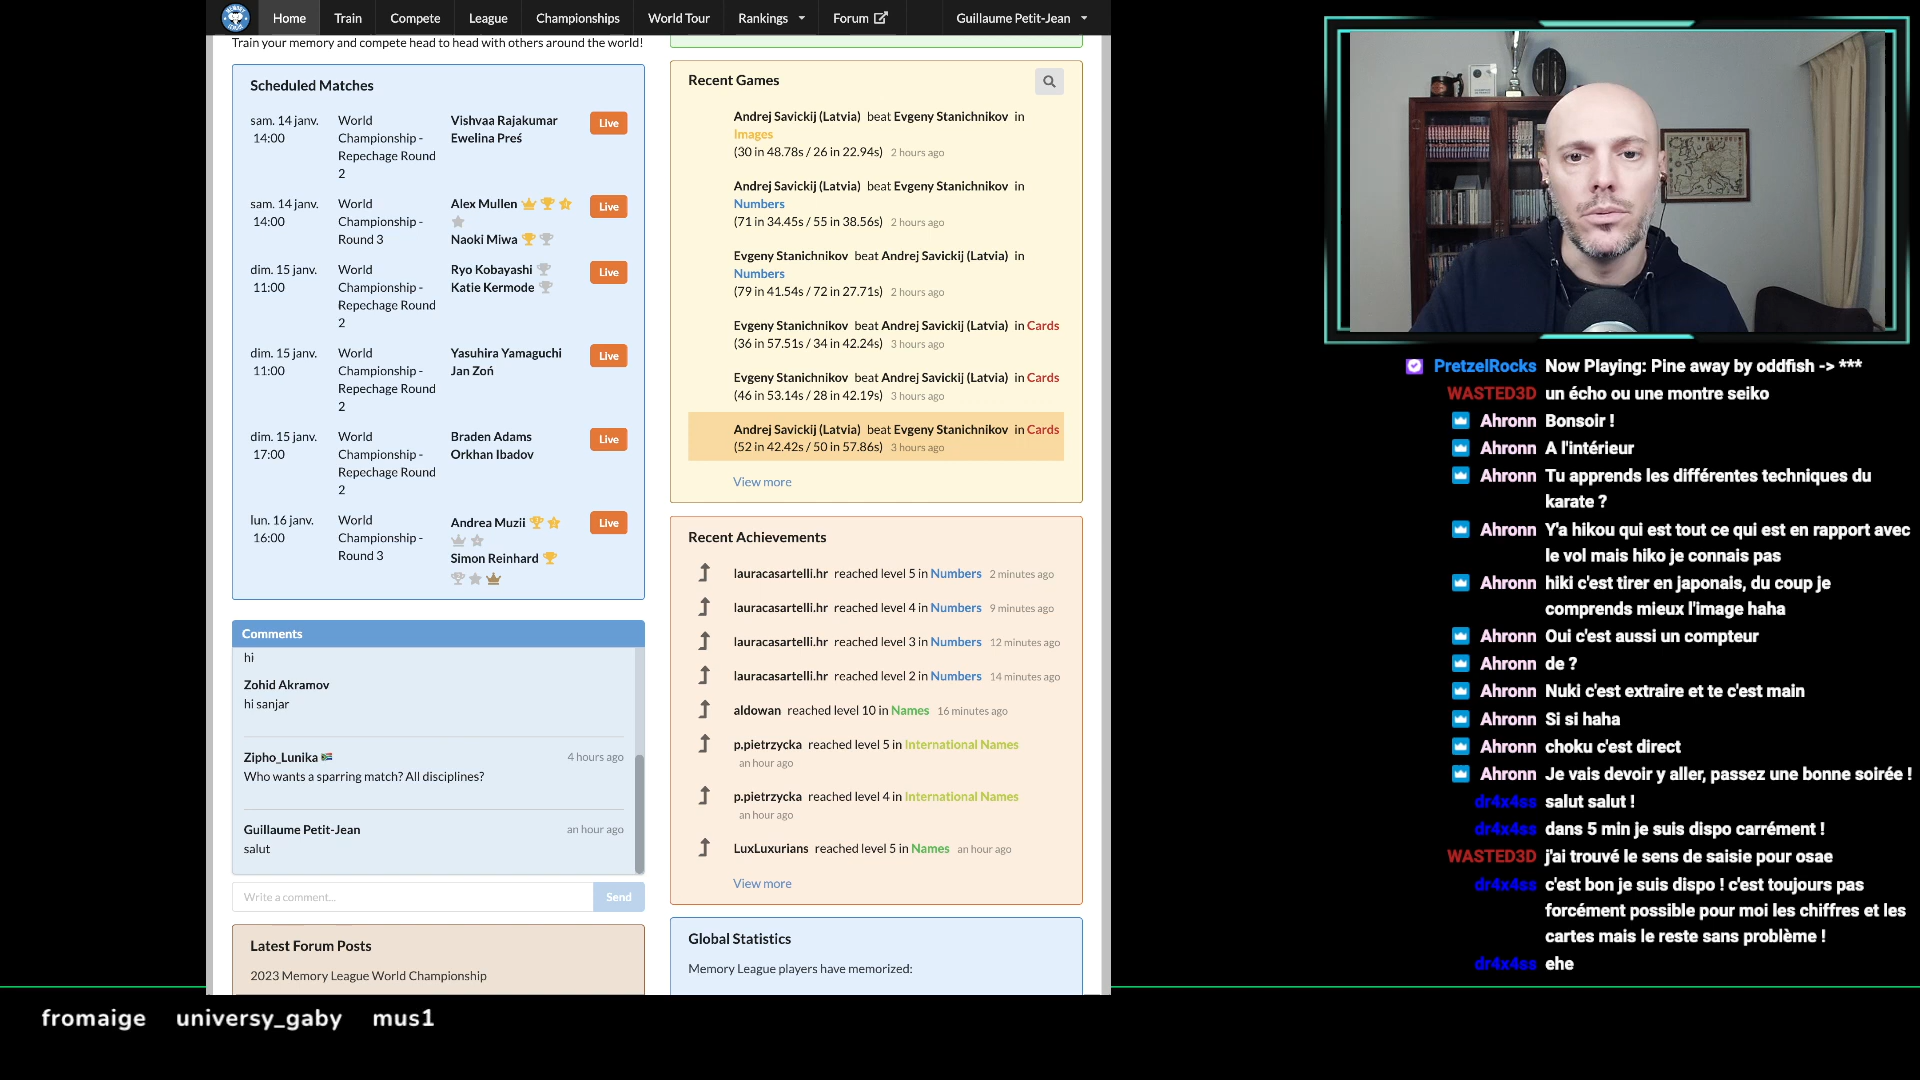 Home Train Compete League Championships World Tour Rankings Forum Guillaume Petit-Jean
Train your memory and compete head to head with others around the world!
Scheduled Matches
sam. 14 janv. 14:00 World Championship - Repechage Round 2 Vishvaa Rajakumar Ewelina Preś Live
sam. 14 janv. 14:00 World Championship - Round 3 Alex Mullen Naoki Miwa Live
dim. 15 janv. 11:00 World Championship - Repechage Round 2 Ryo Kobayashi Katie Kermode Live
dim. 15 janv. 11:00 World Championship - Repechage Round 2 Yasuhira Yamaguchi Jan Zoń Live
dim. 15 janv. 17:00 World Championship - Repechage Round 2 Braden Adams Orkhan Ibadov Live
lun. 16 janv. 16:00 World Championship - Round 3 Andrea Muzii Simon Reinhard Live
Comments
hi
Zohid Akramov
hi sanjar
Zipho_Lunika 4 hours ago
Who wants a sparring match? All disciplines?
Guillaume Petit-Jean an hour ago
salut
Write a comment... Send
Latest Forum Posts
2023 Memory League World Championship
Recent Games
Andrej Savickij (Latvia) beat Evgeny Stanichnikov in
Images
(30 in 48.78s / 26 in 22.94s) 2 hours ago
Andrej Savickij (Latvia) beat Evgeny Stanichnikov in
Numbers
(71 in 34.45s / 55 in 38.56s) 2 hours ago
Evgeny Stanichnikov beat Andrej Savickij (Latvia) in
Numbers
(79 in 41.54s / 72 in 27.71s) 2 hours ago
Evgeny Stanichnikov beat Andrej Savickij (Latvia) in Cards
(36 in 57.51s / 34 in 42.24s) 3 hours ago
Evgeny Stanichnikov beat Andrej Savickij (Latvia) in Cards
(46 in 53.14s / 28 in 42.19s) 3 hours ago
Andrej Savickij (Latvia) beat Evgeny Stanichnikov in Cards
(52 in 42.42s / 50 in 57.86s) 3 hours ago
View more
Recent Achievements
lauracasartelli.hr reached level 5 in Numbers 2 minutes ago
lauracasartelli.hr reached level 4 in Numbers 9 minutes ago
lauracasartelli.hr reached level 3 in Numbers 12 minutes ago
lauracasartelli.hr reached level 2 in Numbers 14 minutes ago
aldowan reached level 10 in Names 16 minutes ago
p.pietrzycka reached level 5 in International Names
an hour ago
p.pietrzycka reached level 4 in International Names
an hour ago
LuxLuxurians reached level 5 in Names an hour ago
View more
Global Statistics
Memory League players have memorized:
PretzelRocks Now Playing: Pine away by oddfish -> ***
WASTED3D un écho ou une montre seiko
Ahronn Bonsoir !
Ahronn A l'intérieur
Ahronn Tu apprends les différentes techniques du
karate ?
Ahronn Y'a hikou qui est tout ce qui est en rapport avec
le vol mais hiko je connais pas
Ahronn hiki c'est tirer en japonais, du coup je
comprends mieux l'image haha
Ahronn Oui c'est aussi un compteur
Ahronn de ?
Ahronn Nuki c'est extraire et te c'est main
Ahronn Si si haha
Ahronn choku c'est direct
Ahronn Je vais devoir y aller, passez une bonne soirée !
dr4x4ss salut salut !
dr4x4ss dans 5 min je suis dispo carrément !
WASTED3D j'ai trouvé le sens de saisie pour osae
dr4x4ss c'est bon je suis dispo ! c'est toujours pas
forcément possible pour moi les chiffres et les
cartes mais le reste sans problème !
dr4x4ss ehe
fromaige universy_gaby mus1